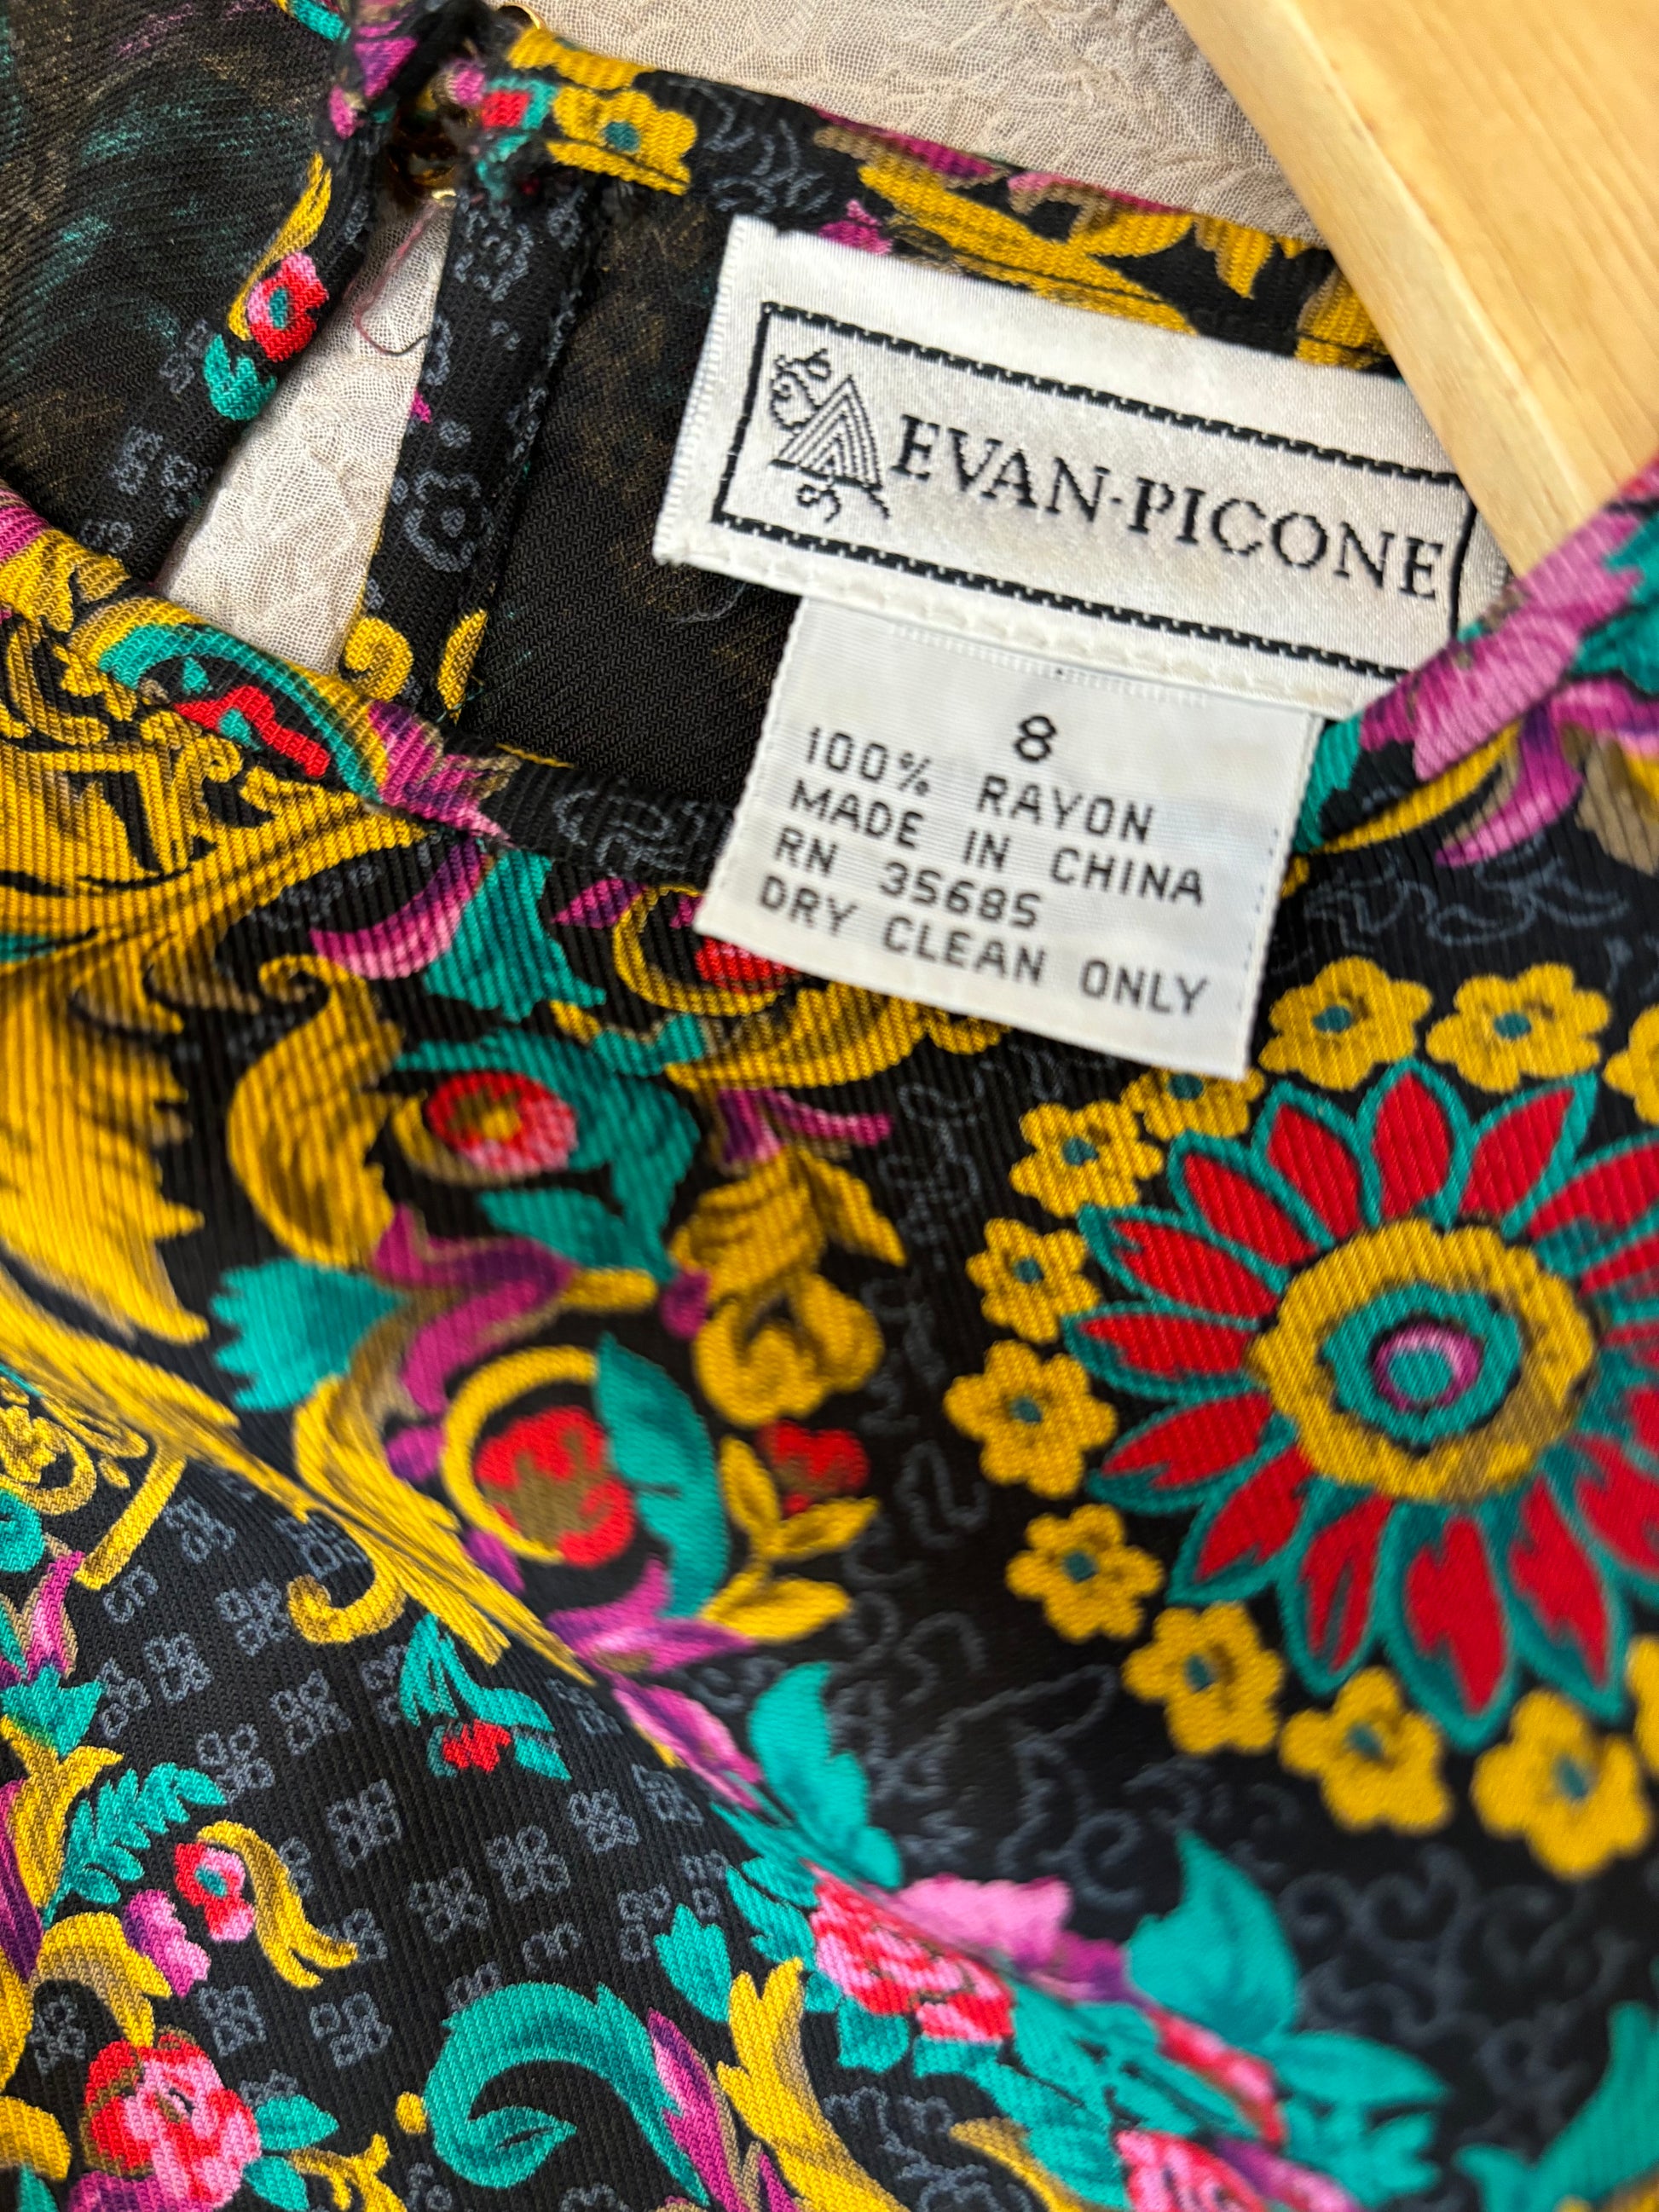 EVAN-PICONE
8
100% RAYON
MADE IN CHINA
RN 35685
DRY CLEAN ONLY